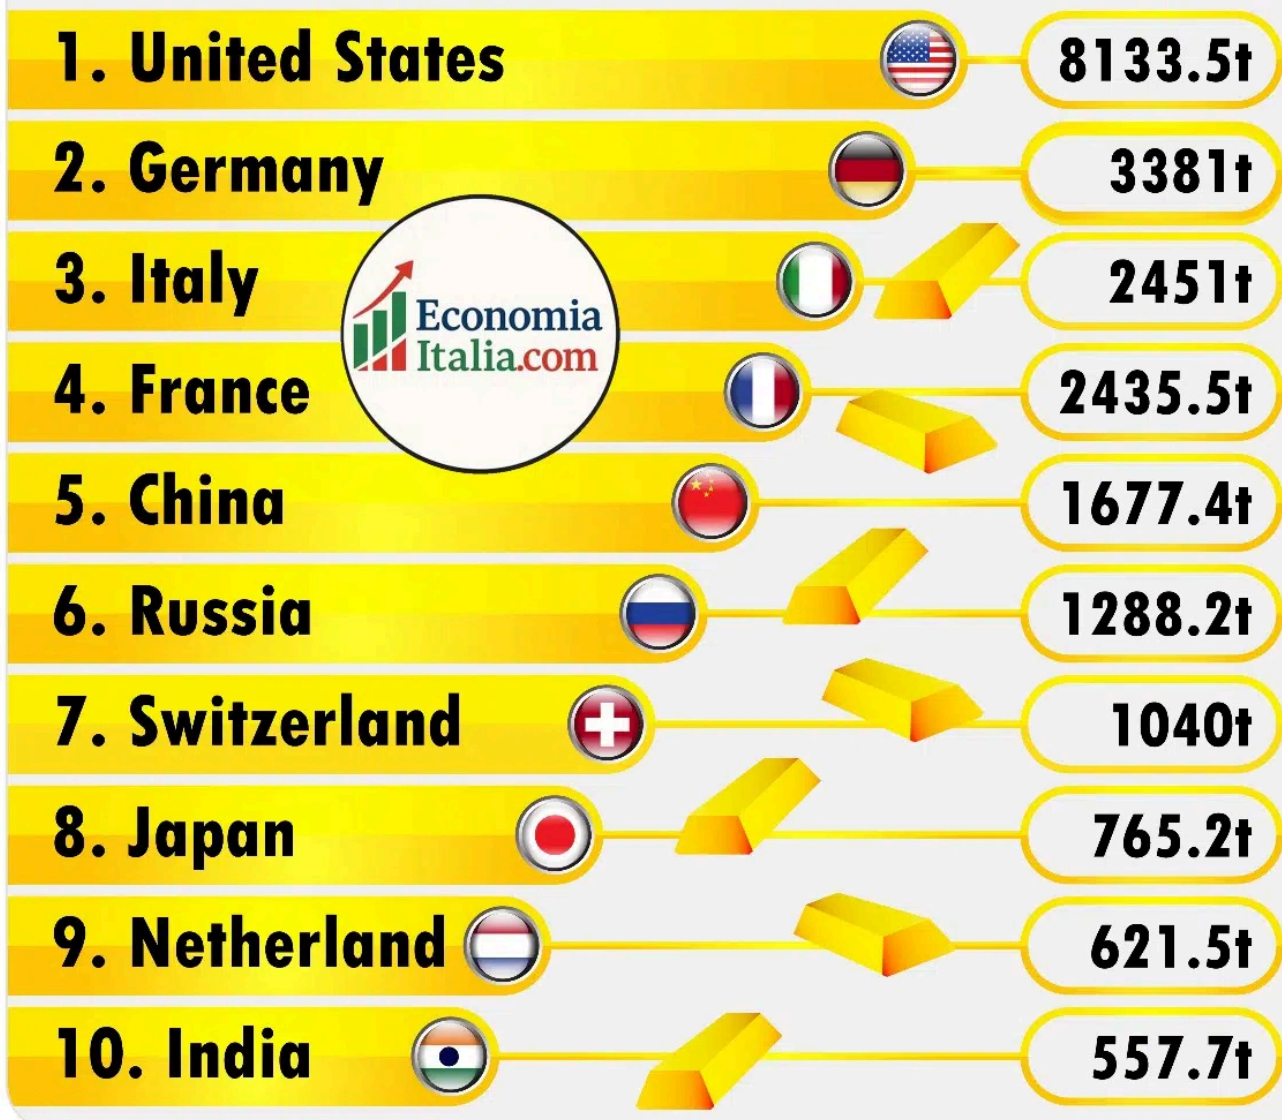 1. United States 8133.5t
2. Germany 3381t
3. Italy 2451t
Economia
Italia.com
4. France 2435.5t
5. China 1677.4t
6. Russia 1288.2t
7. Switzerland 1040t
8. Japan 765.2t
9. Netherland 621.5t
10. India 557.7t